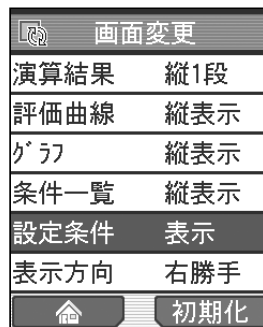 画面変更
演算結果 縦1段
評価曲線 縦表示
ｸﾞﾗﾌ 縦表示
条件一覧 縦表示
設定条件 表示
表示方向 右勝手
初期化